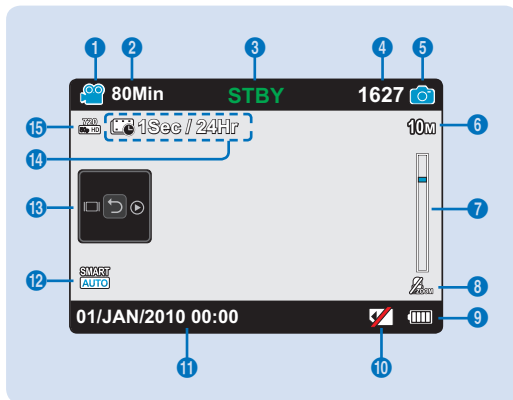 1 2 3 4 5
80Min STBY 1627
15 720 HD 1Sec / 24Hr 10M 6
14
13 7
12 SMART AUTO ZOOM 8
01/JAN/2010 00:00 9
11 10